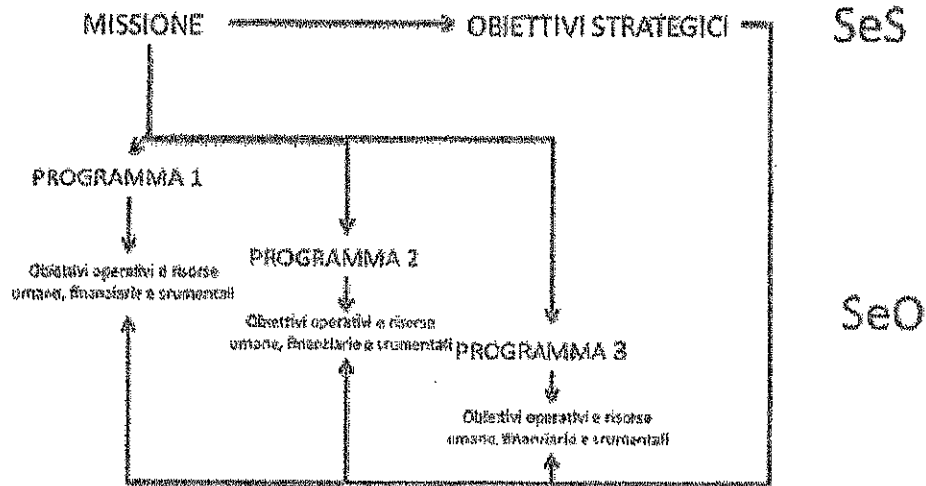 MISSIONE
OBIETTIVI STRATEGICI
SeS
PROGRAMMA 1
Obiettivi operativi e risorse
umane, finanziarie e strumentali
PROGRAMMA 2
Obiettivi operativi e risorse
umane, finanziarie e strumentali
SeO
PROGRAMMA 3
Obiettivi operativi e risorse
umane, finanziarie e strumentali